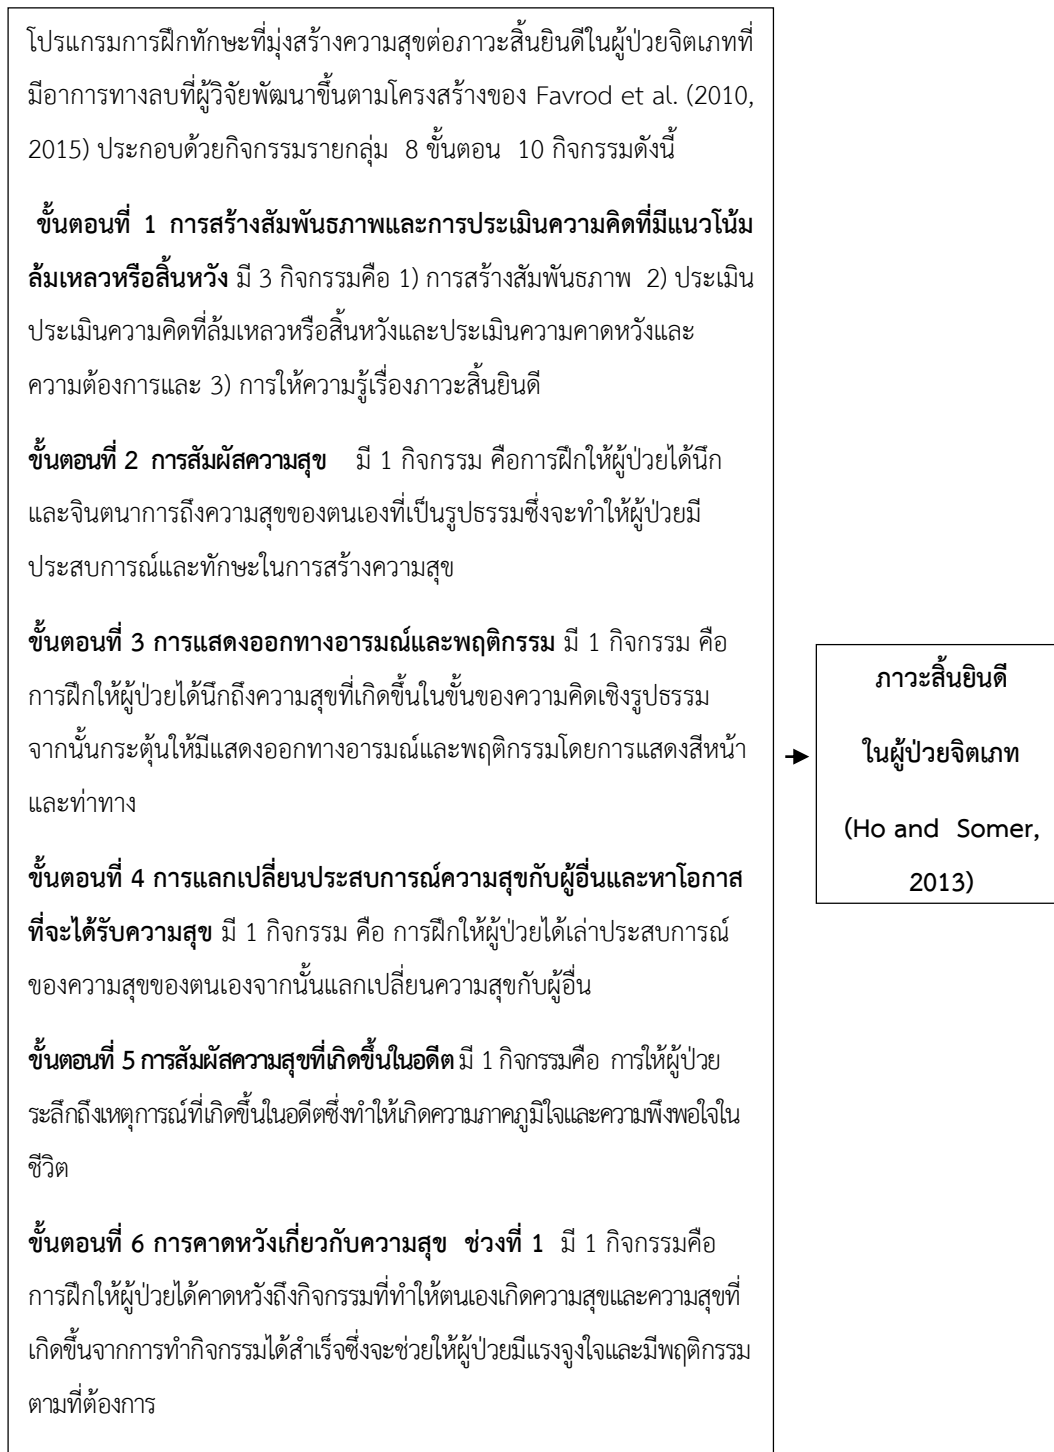 โปรแกรมการฝึกทักษะที่มุ่งสร้างความสุขต่อภาวะสิ้นยินดีในผู้ป่วยจิตเภทที่
มีอาการทางลบที่ผู้วิจัยพัฒนาขึ้นตามโครงสร้างของ Favrod et al. (2010,
2015) ประกอบด้วยกิจกรรมรายกลุ่ม 8 ขั้นตอน 10 กิจกรรมดังนี้
ขั้นตอนที่ 1 การสร้างสัมพันธภาพและการประเมินความคิดที่มีแนวโน้ม
ล้มเหลวหรือสิ้นหวัง มี 3 กิจกรรมคือ 1) การสร้างสัมพันธภาพ 2) ประเมิน
ประเมินความคิดที่ล้มเหลวหรือสิ้นหวังและประเมินความคาดหวังและ
ความต้องการและ 3) การให้ความรู้เรื่องภาวะสิ้นยินดี
ขั้นตอนที่ 2 การสัมผัสความสุข มี 1 กิจกรรม คือการฝึกให้ผู้ป่วยได้นึก
และจินตนาการถึงความสุขของตนเองที่เป็นรูปธรรมซึ่งจะทำให้ผู้ป่วยมี
ประสบการณ์และทักษะในการสร้างความสุข
ขั้นตอนที่ 3 การแสดงออกทางอารมณ์และพฤติกรรม มี 1 กิจกรรม คือ
การฝึกให้ผู้ป่วยได้นึกถึงความสุขที่เกิดขึ้นในขั้นของความคิดเชิงรูปธรรม
จากนั้นกระตุ้นให้มีแสดงออกทางอารมณ์และพฤติกรรมโดยการแสดงสีหน้า
และท่าทาง
ขั้นตอนที่ 4 การแลกเปลี่ยนประสบการณ์ความสุขกับผู้อื่นและหาโอกาส
ที่จะได้รับความสุข มี 1 กิจกรรม คือ การฝึกให้ผู้ป่วยได้เล่าประสบการณ์
ของความสุขของตนเองจากนั้นแลกเปลี่ยนความสุขกับผู้อื่น
ขั้นตอนที่ 5 การสัมผัสความสุขที่เกิดขึ้นในอดีต มี 1 กิจกรรมคือ การให้ผู้ป่วย
ระลึกถึงเหตุการณ์ที่เกิดขึ้นในอดีตซึ่งทำให้เกิดความภาคภูมิใจและความพึงพอใจใน
ชีวิต
ขั้นตอนที่ 6 การคาดหวังเกี่ยวกับความสุข ช่วงที่ 1 มี 1 กิจกรรมคือ
การฝึกให้ผู้ป่วยได้คาดหวังถึงกิจกรรมที่ทำให้ตนเองเกิดความสุขและความสุขที่
เกิดขึ้นจากการทำกิจกรรมได้สำเร็จซึ่งจะช่วยให้ผู้ป่วยมีแรงจูงใจและมีพฤติกรรม
ตามที่ต้องการ
ภาวะสิ้นยินดี
ในผู้ป่วยจิตเภท
(Ho and Somer,
2013)